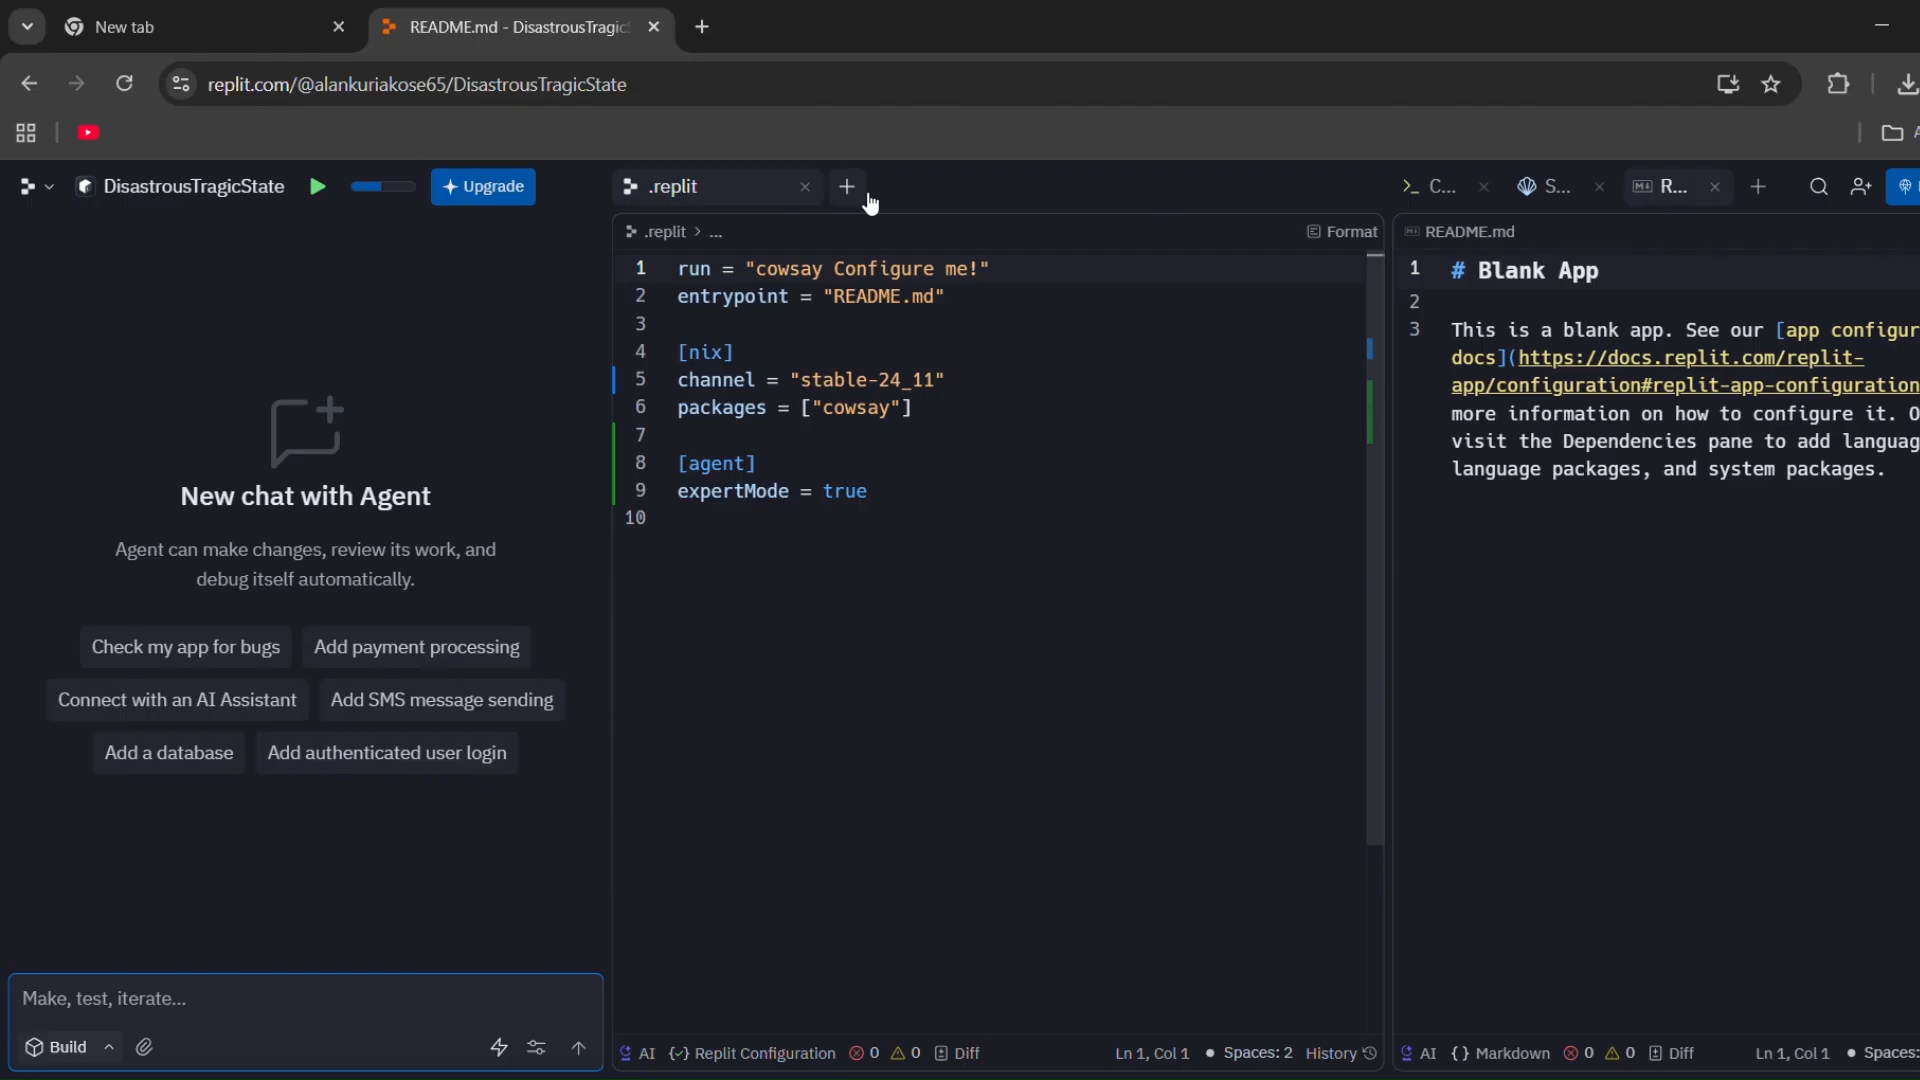 New tab
README.md - DisastrousTragic
replit.com/@alankuriakose65/DisastrousTragicState
DisastrousTragicState
Upgrade
.replit
C...
S...
R...
.replit > ...
Format
README.md
1 run = "cowsay Configure me!"
2 entrypoint = "README.md"
3
4 [nix]
5 channel = "stable-24_11"
6 packages = ["cowsay"]
7
8 [agent]
9 expertMode = true
10
1 # Blank App
2
3 This is a blank app. See our [app configur
docs](https://docs.replit.com/replit-
app/configuration#replit-app-configuration
more information on how to configure it. O
visit the Dependencies pane to add languag
language packages, and system packages.
New chat with Agent
Agent can make changes, review its work, and
debug itself automatically.
Check my app for bugs
Add payment processing
Connect with an AI Assistant
Add SMS message sending
Add a database
Add authenticated user login
Make, test, iterate...
Build
AI {} Replit Configuration 0 0 Diff
Ln 1, Col 1 Spaces: 2 History
AI {} Markdown 0 0 Diff
Ln 1, Col 1 Spaces: